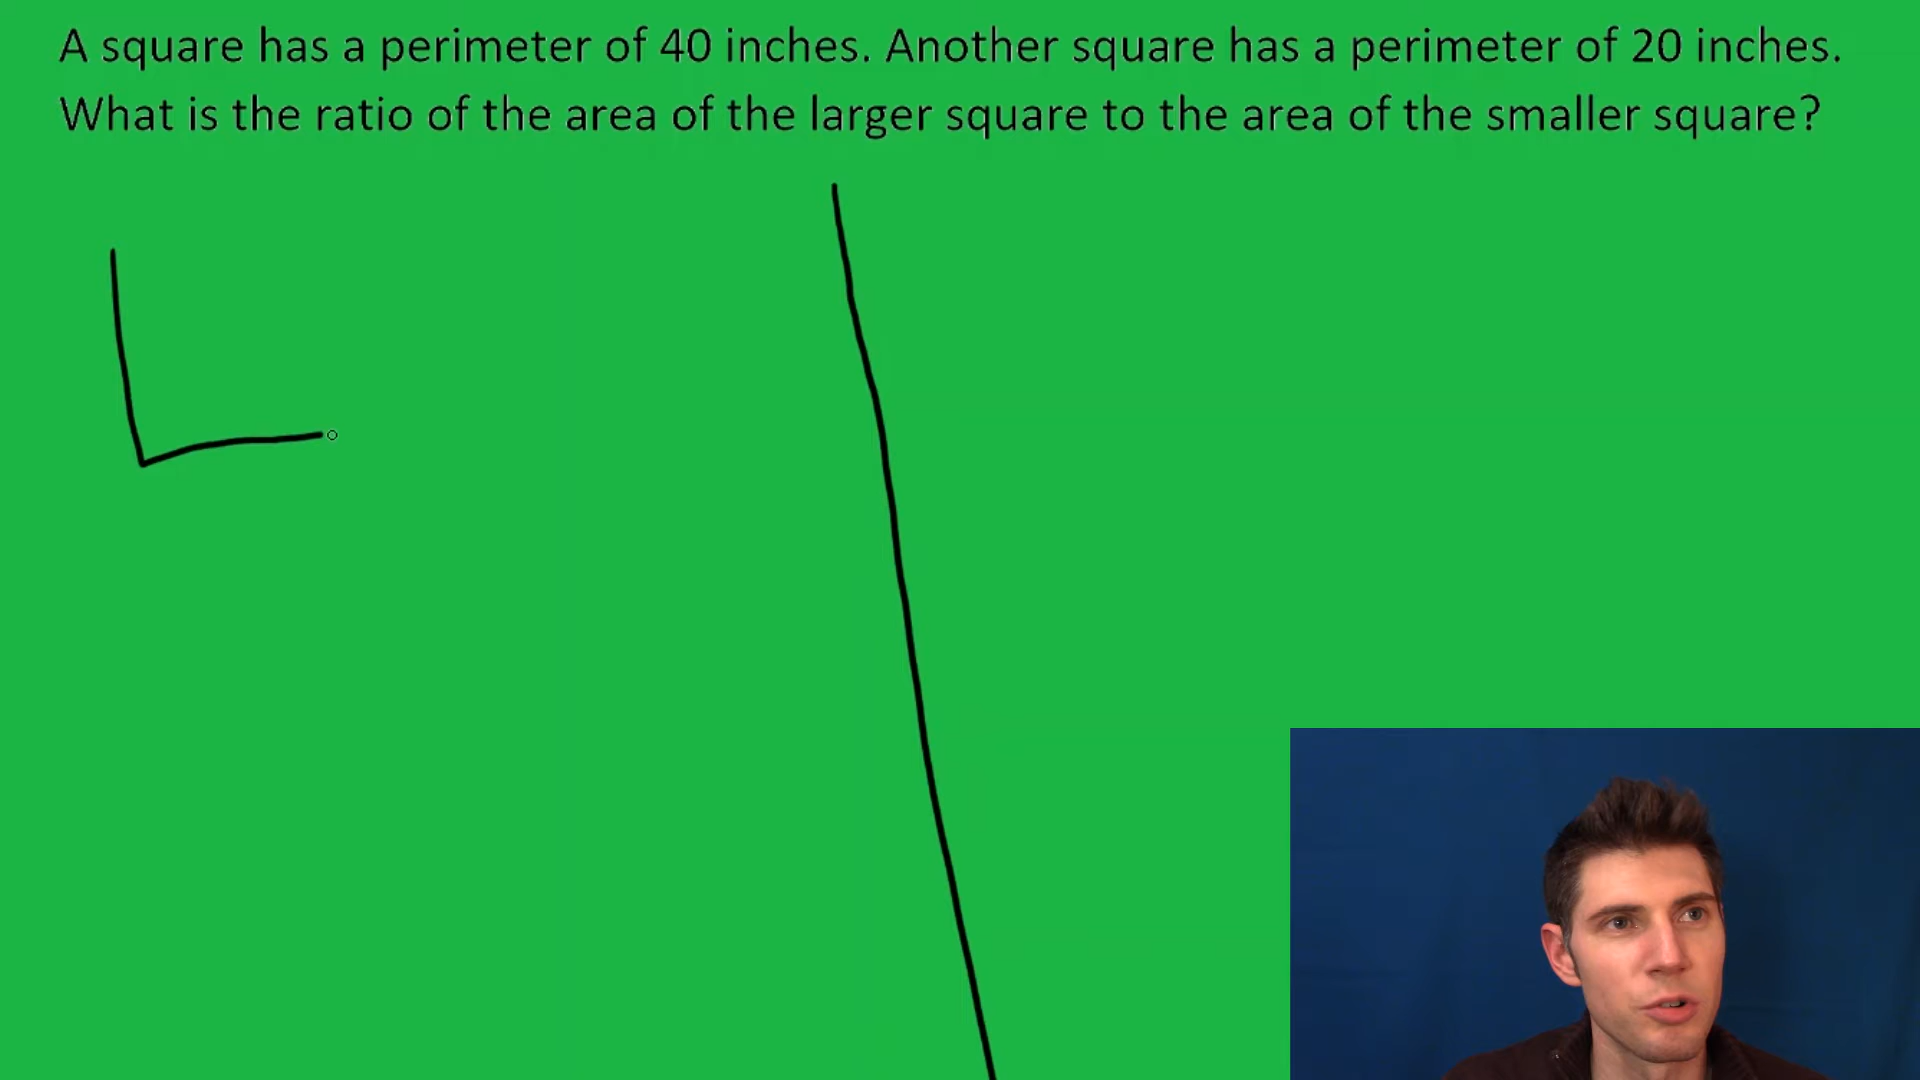 A square has a perimeter of 40 inches. Another square has a perimeter of 20 inches.
What is the ratio of the area of the larger square to the area of the smaller square?